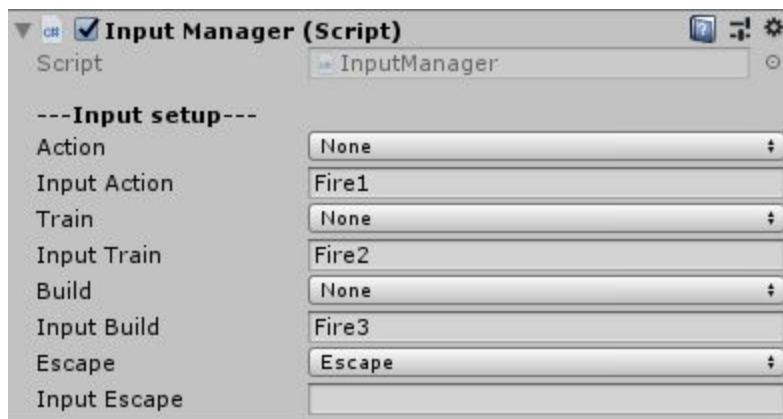 c# Input Manager (Script)
Script InputManager
---Input setup---
Action None
Input Action Fire1
Train None
Input Train Fire2
Build None
Input Build Fire3
Escape Escape
Input Escape